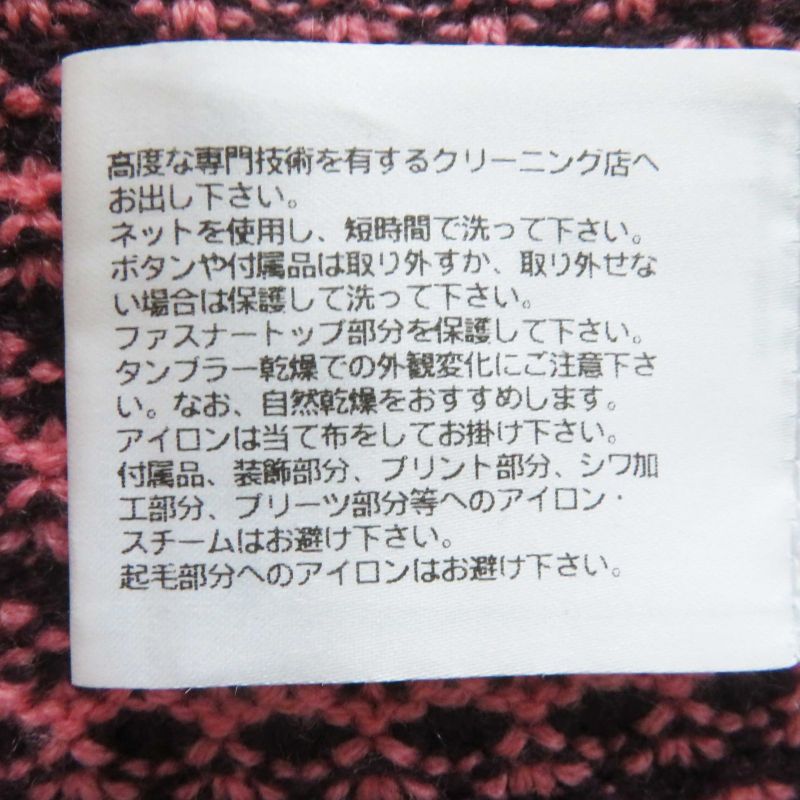 高度な専門技術を有するクリーニング店へ
お出し下さい。
ネットを使用し、短時間で洗って下さい。
ボタンや付属品は取り外すか、取り外せな
い場合は保護して洗って下さい。
ファスナートップ部分を保護して下さい。
タンブラー乾燥での外観変化にご注意下さ
い。なお、自然乾燥をおすすめします。
アイロンは当て布をしてお掛け下さい。
付属品、装飾部分、プリント部分、シワ加
工部分、プリーツ部分等へのアイロン・
スチームはお避け下さい。
起毛部分へのアイロンはお避け下さい。